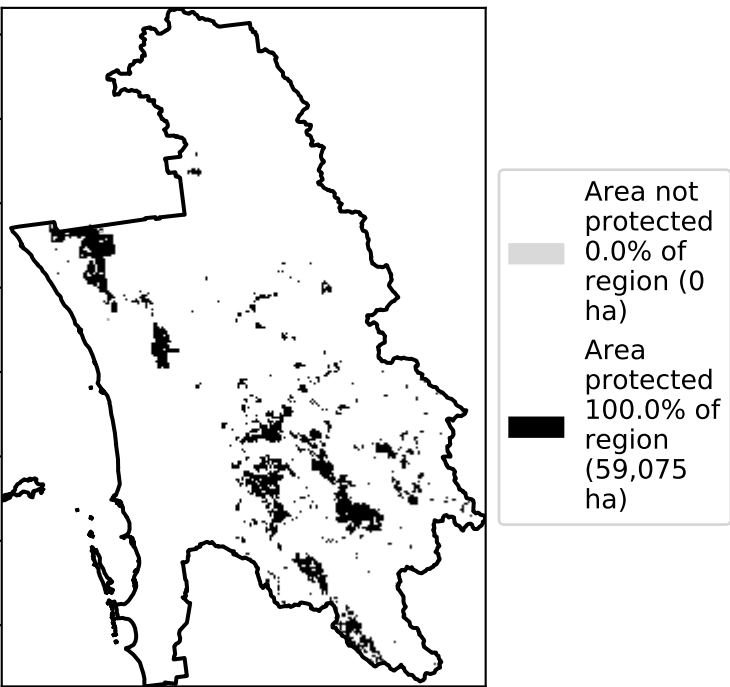 Area not
protected
0.0% of
region (0
ha)
Area
protected
100.0% of
region
(59,075
ha)